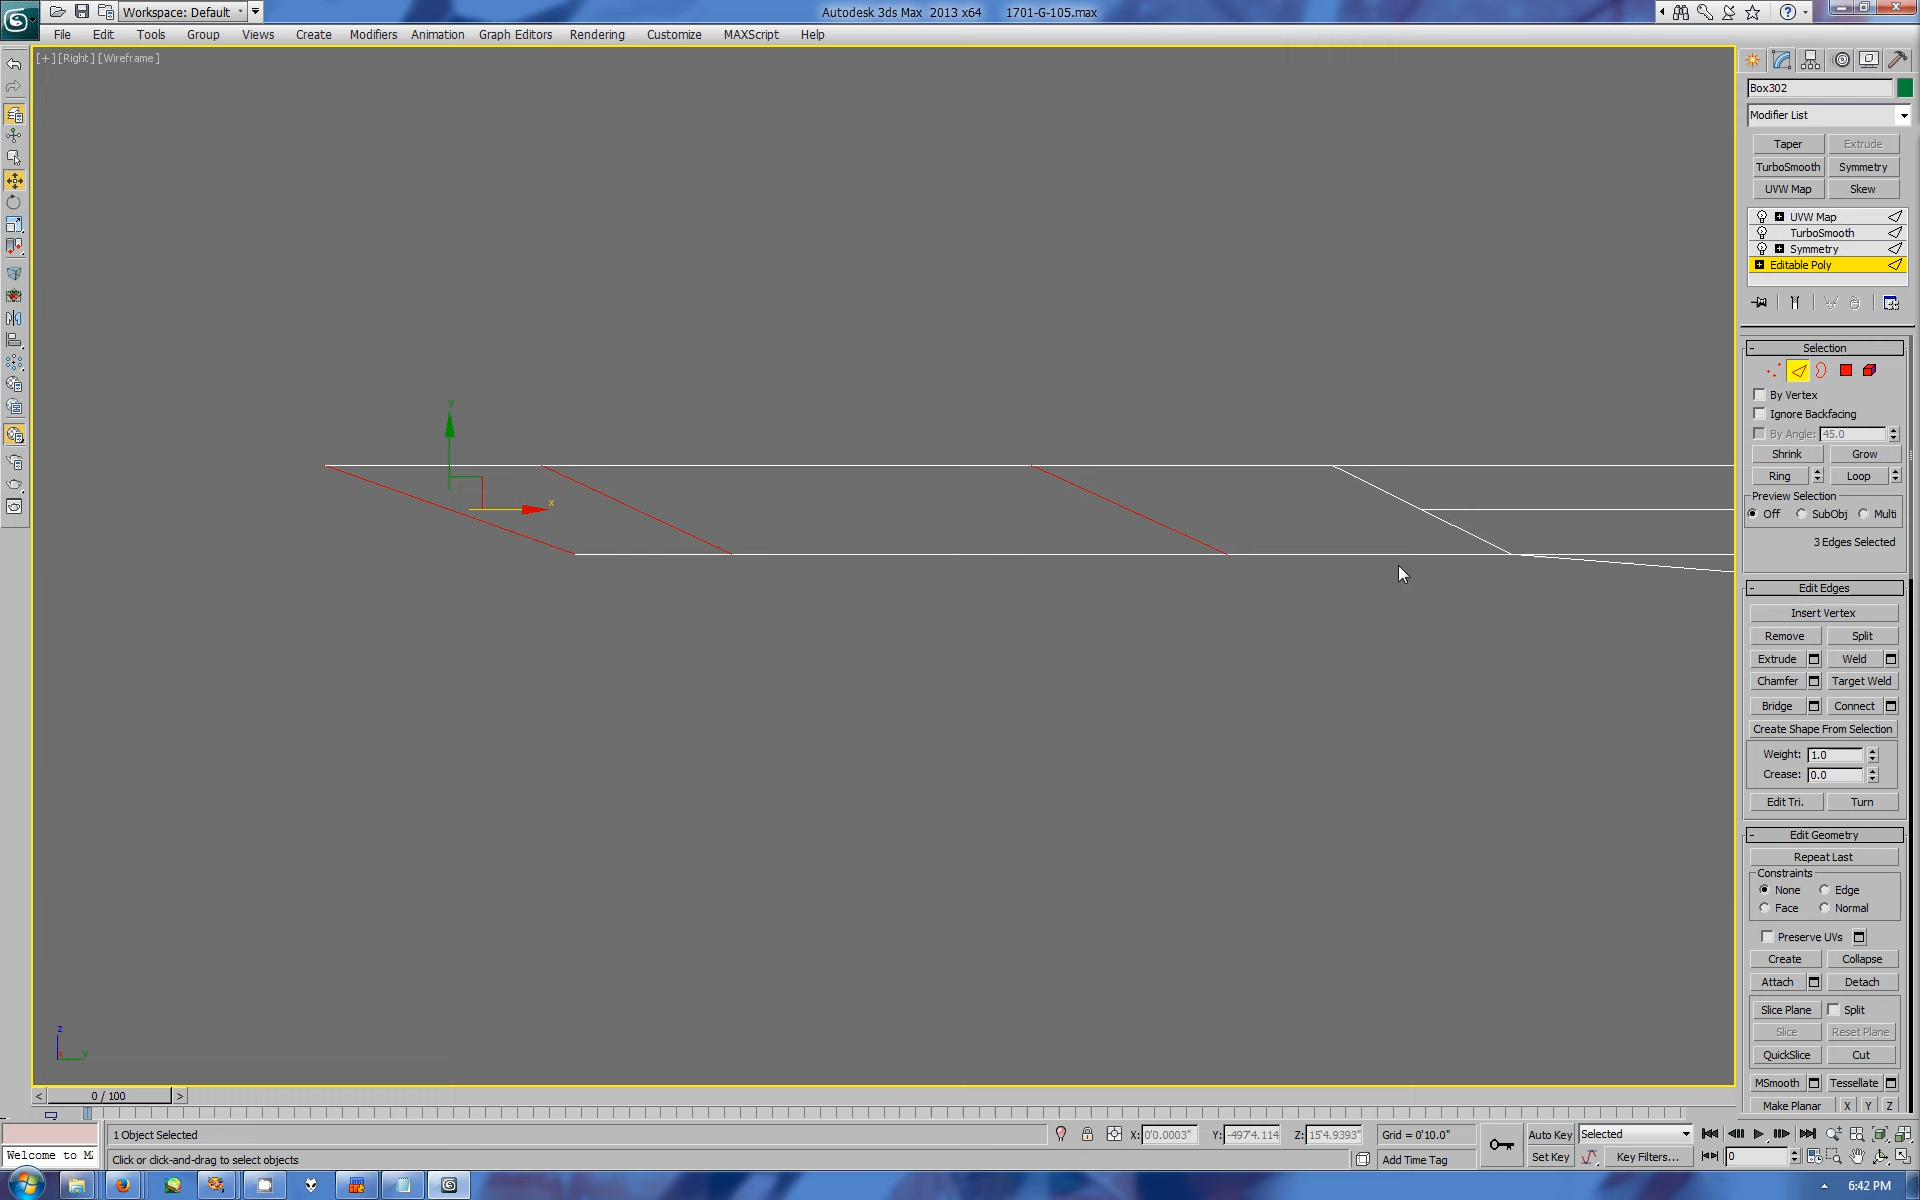 Workspace: Default
Autodesk 3ds Max 2013 x64 1701-G-105.max
File Edit Tools Group Views Create Modifiers Animation Graph Editors Rendering Customize MAXScript Help
[+] [Right] [Wireframe]
Box302
Modifier List
Taper Extrude
TurboSmooth Symmetry
UVW Map Skew
UVW Map
TurboSmooth
Symmetry
Editable Poly
- Selection
By Vertex
Ignore Backfacing
By Angle: 45.0
Shrink Grow
Ring Loop
Preview Selection
Off SubObj Multi
3 Edges Selected
- Edit Edges
Insert Vertex
Remove Split
Extrude Weld
Chamfer Target Weld
Bridge Connect
Create Shape From Selection
Weight: 1.0
Crease: 0.0
Edit Tri. Turn
- Edit Geometry
Repeat Last
Constraints
None Edge
Face Normal
Preserve UVs
Create Collapse
Attach Detach
Slice Plane Split
Slice Reset Plane
QuickSlice Cut
MSmooth Tessellate
Make Planar X Y Z
y
x
z
x y
< 0 / 100 >
1 Object Selected X: 0'0.0003" Y: -497'4.114 Z: 15'4.9393" Grid = 0'10.0" Auto Key Selected
Welcome to M Click or click-and-drag to select objects Add Time Tag Set Key Key Filters... 0
6:42 PM